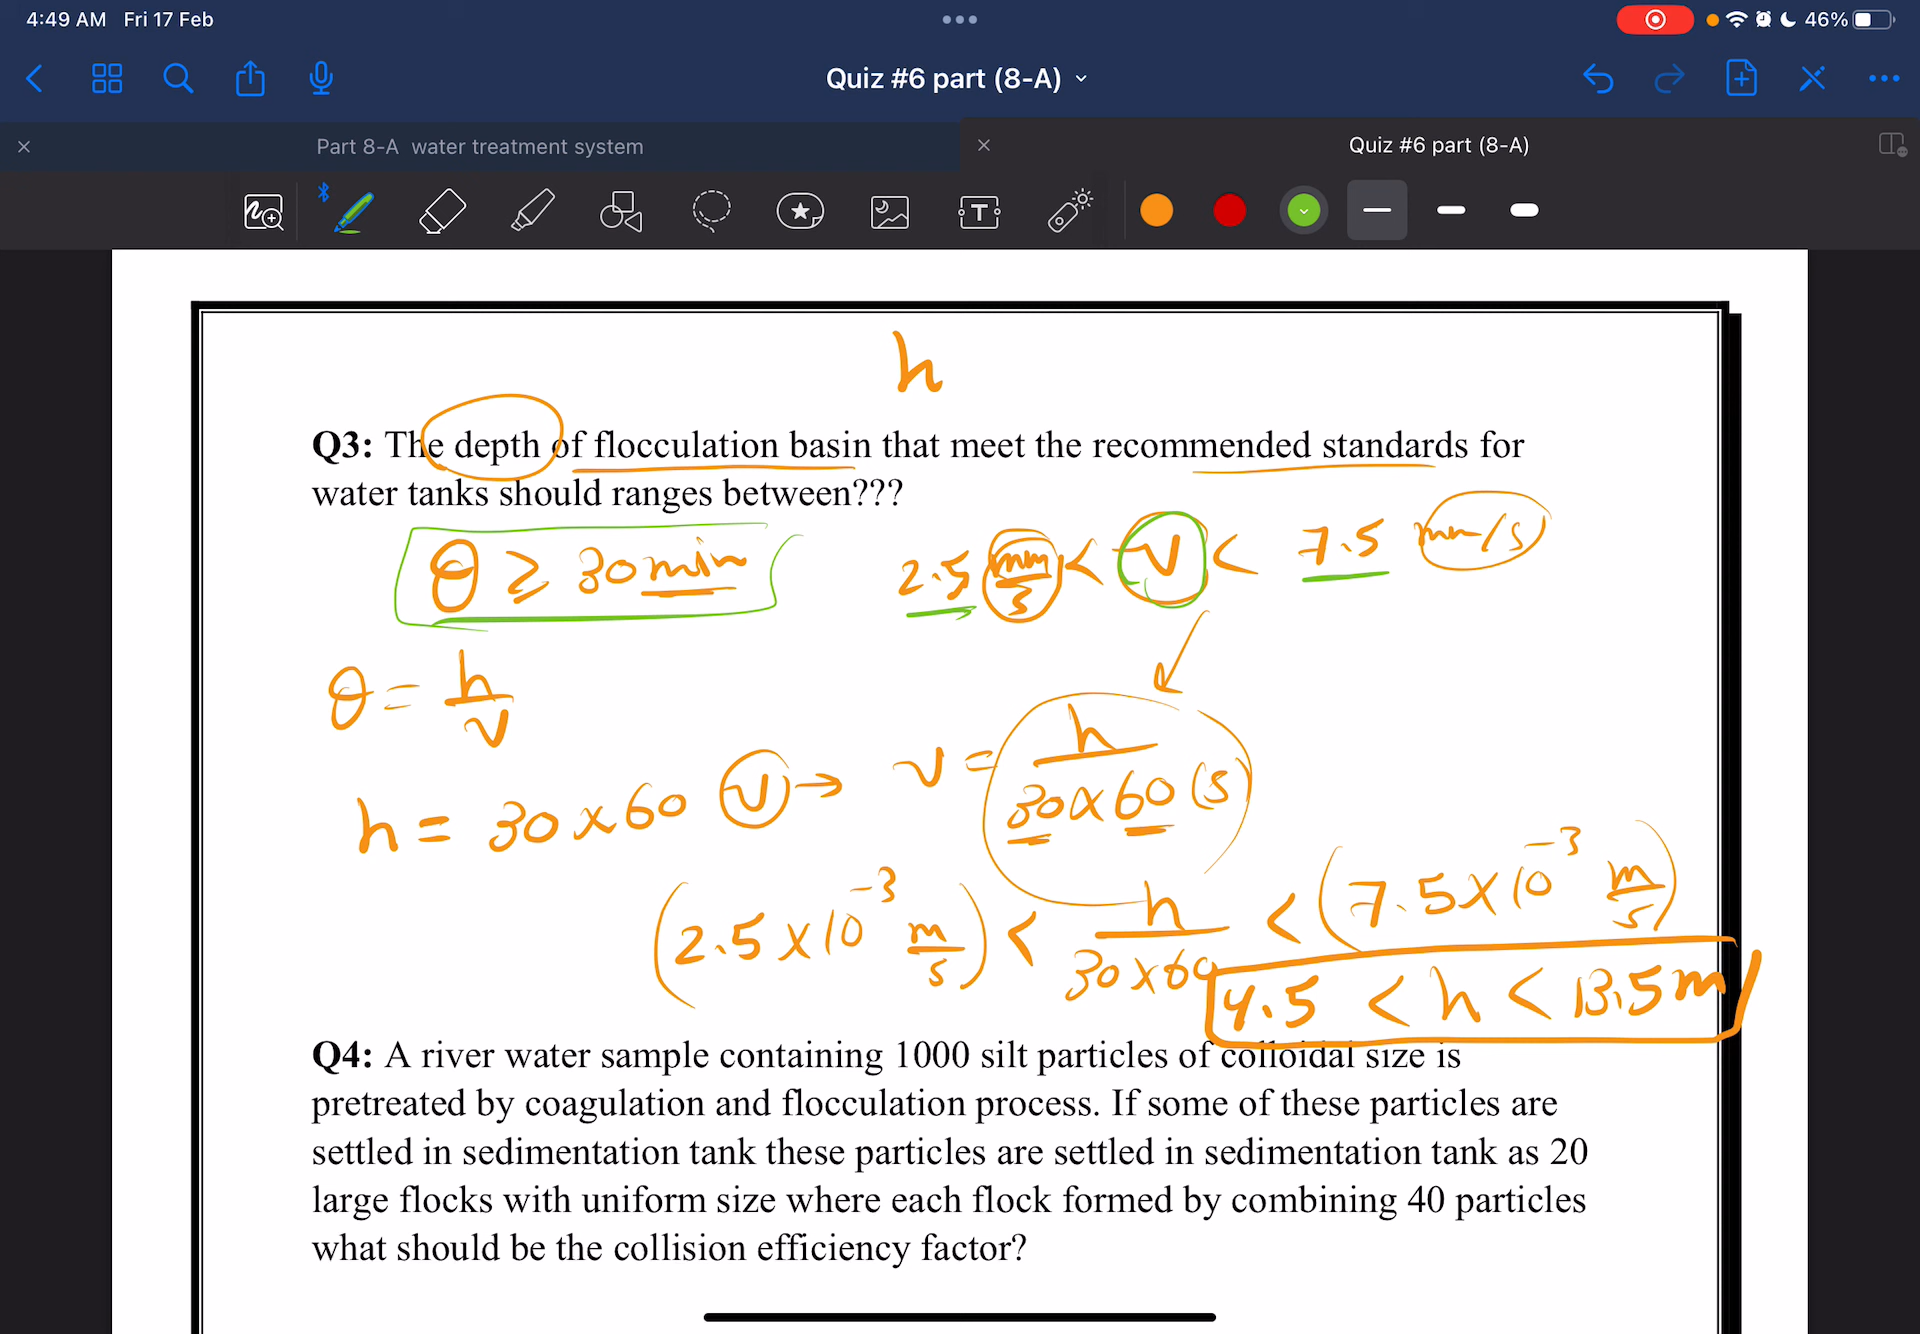 4:49 AM Fri 17 Feb
46%
Quiz #6 part (8-A)
Part 8-A water treatment system
Quiz #6 part (8-A)
T
h
Q3: The depth of flocculation basin that meet the recommended standards for
water tanks should ranges between???
θ ≥ 30 min
2.5 mm/s < v < 7.5 mm/s
θ = h/v
h = 30 x 60 v → v = h/(30 x 60 (s)
(2.5 x 10⁻³ m/s) < h/(30 x 60) < (7.5 x 10⁻³ m/s)
4.5 < h < 13.5 m
Q4: A river water sample containing 1000 silt particles of colloidal size is
pretreated by coagulation and flocculation process. If some of these particles are
settled in sedimentation tank these particles are settled in sedimentation tank as 20
large flocks with uniform size where each flock formed by combining 40 particles
what should be the collision efficiency factor?